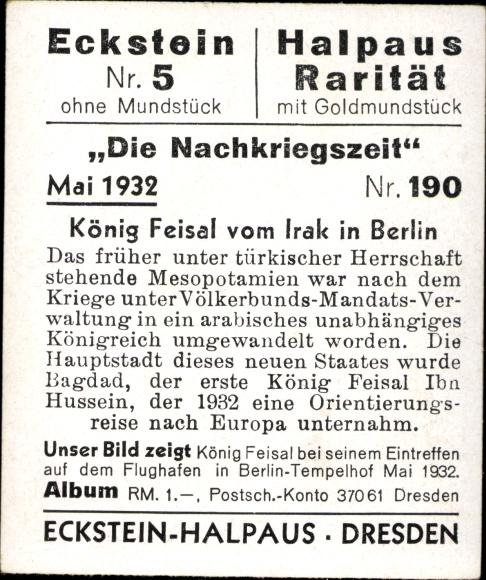 Eckstein
Nr. 5
ohne Mundstück
Halpaus
Rarität
mit Goldmundstück
„Die Nachkriegszeit“
Mai 1932 Nr. 190
König Feisal vom Irak in Berlin
Das früher unter türkischer Herrschaft
stehende Mesopotamien war nach dem
Kriege unter Völkerbunds-Mandats-Ver-
waltung in ein arabisches unabhängiges
Königreich umgewandelt worden. Die
Hauptstadt dieses neuen Staates wurde
Bagdad, der erste König Feisal Ibn
Hussein, der 1932 eine Orientierungs-
reise nach Europa unternahm.
Unser Bild zeigt König Feisal bei seinem Eintreffen
auf dem Flughafen in Berlin-Tempelhof Mai 1932.
Album RM. 1.—, Postsch.-Konto 37061 Dresden
ECKSTEIN-HALPAUS · DRESDEN